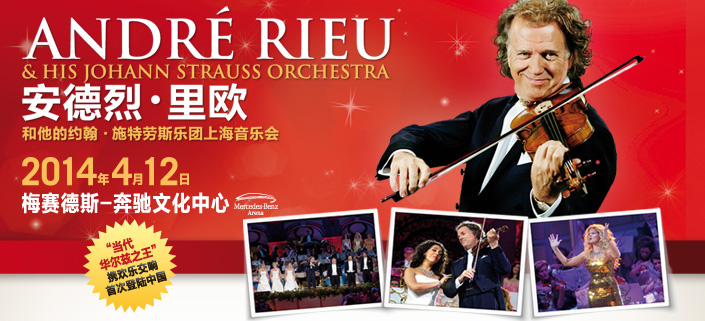 ANDRÉ RIEU
& HIS JOHANN STRAUSS ORCHESTRA
安德烈·里欧
和他的约翰·施特劳斯乐团上海音乐会
2014年4月12日
梅赛德斯-奔驰文化中心
Mercedes-Benz
Arena
“当代
华尔兹之王”
携欢乐交响
首次登陆中国